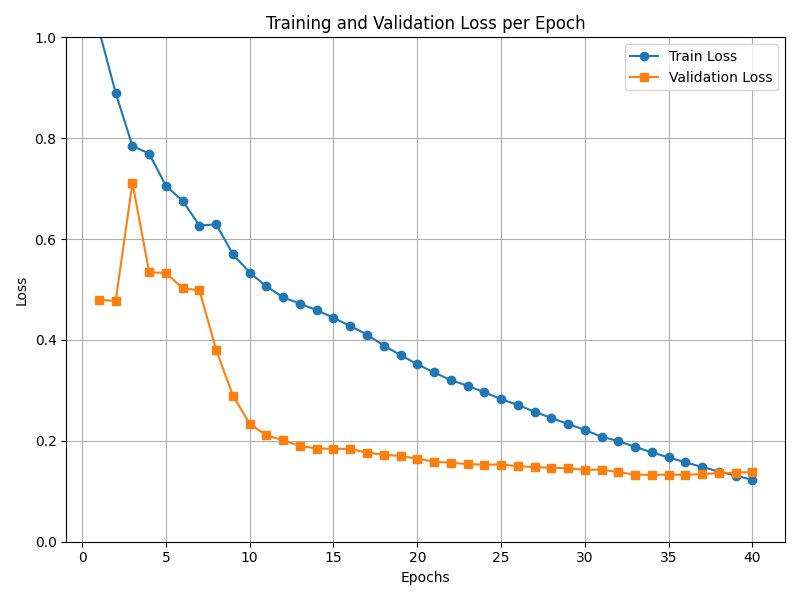 Training and Validation Loss per Epoch
Train Loss
Validation Loss
1.0
0.8
0.6
0.4
0.2
0.0
Loss
0 5 10 15 20 25 30 35 40
Epochs